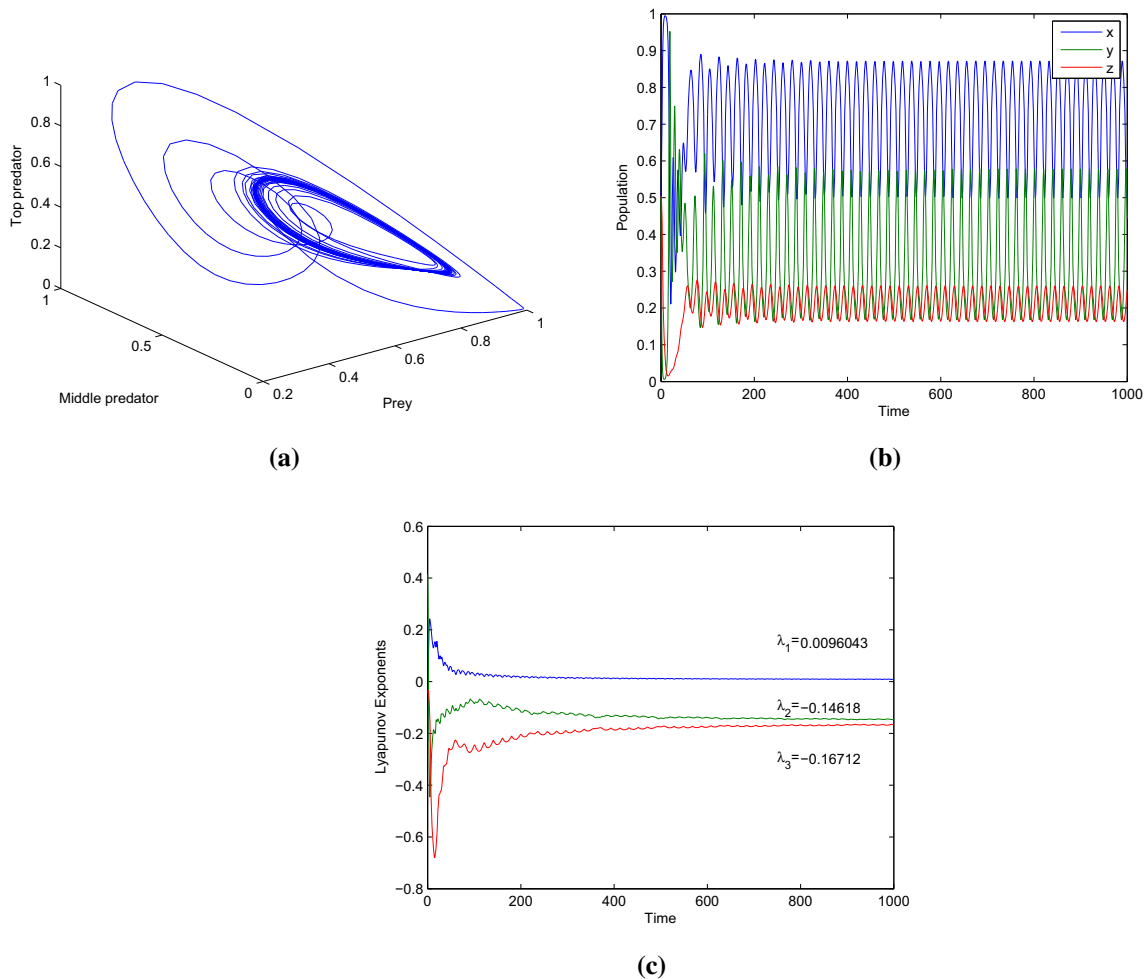 1
0.8
0.6
0.4
0.2
0
Top predator
1
0.5
0
Middle predator
0.2
0.4
0.6
0.8
1
Prey
(a)
1
0.9
0.8
0.7
0.6
0.5
0.4
0.3
0.2
0.1
0
Population
x
y
z
0 200 400 600 800 1000
Time
(b)
0.6
0.4
0.2
0
−0.2
−0.4
−0.6
−0.8
Lyapunov Exponents
λ1=0.0096043
λ2=−0.14618
λ3=−0.16712
0 200 400 600 800 1000
Time
(c)